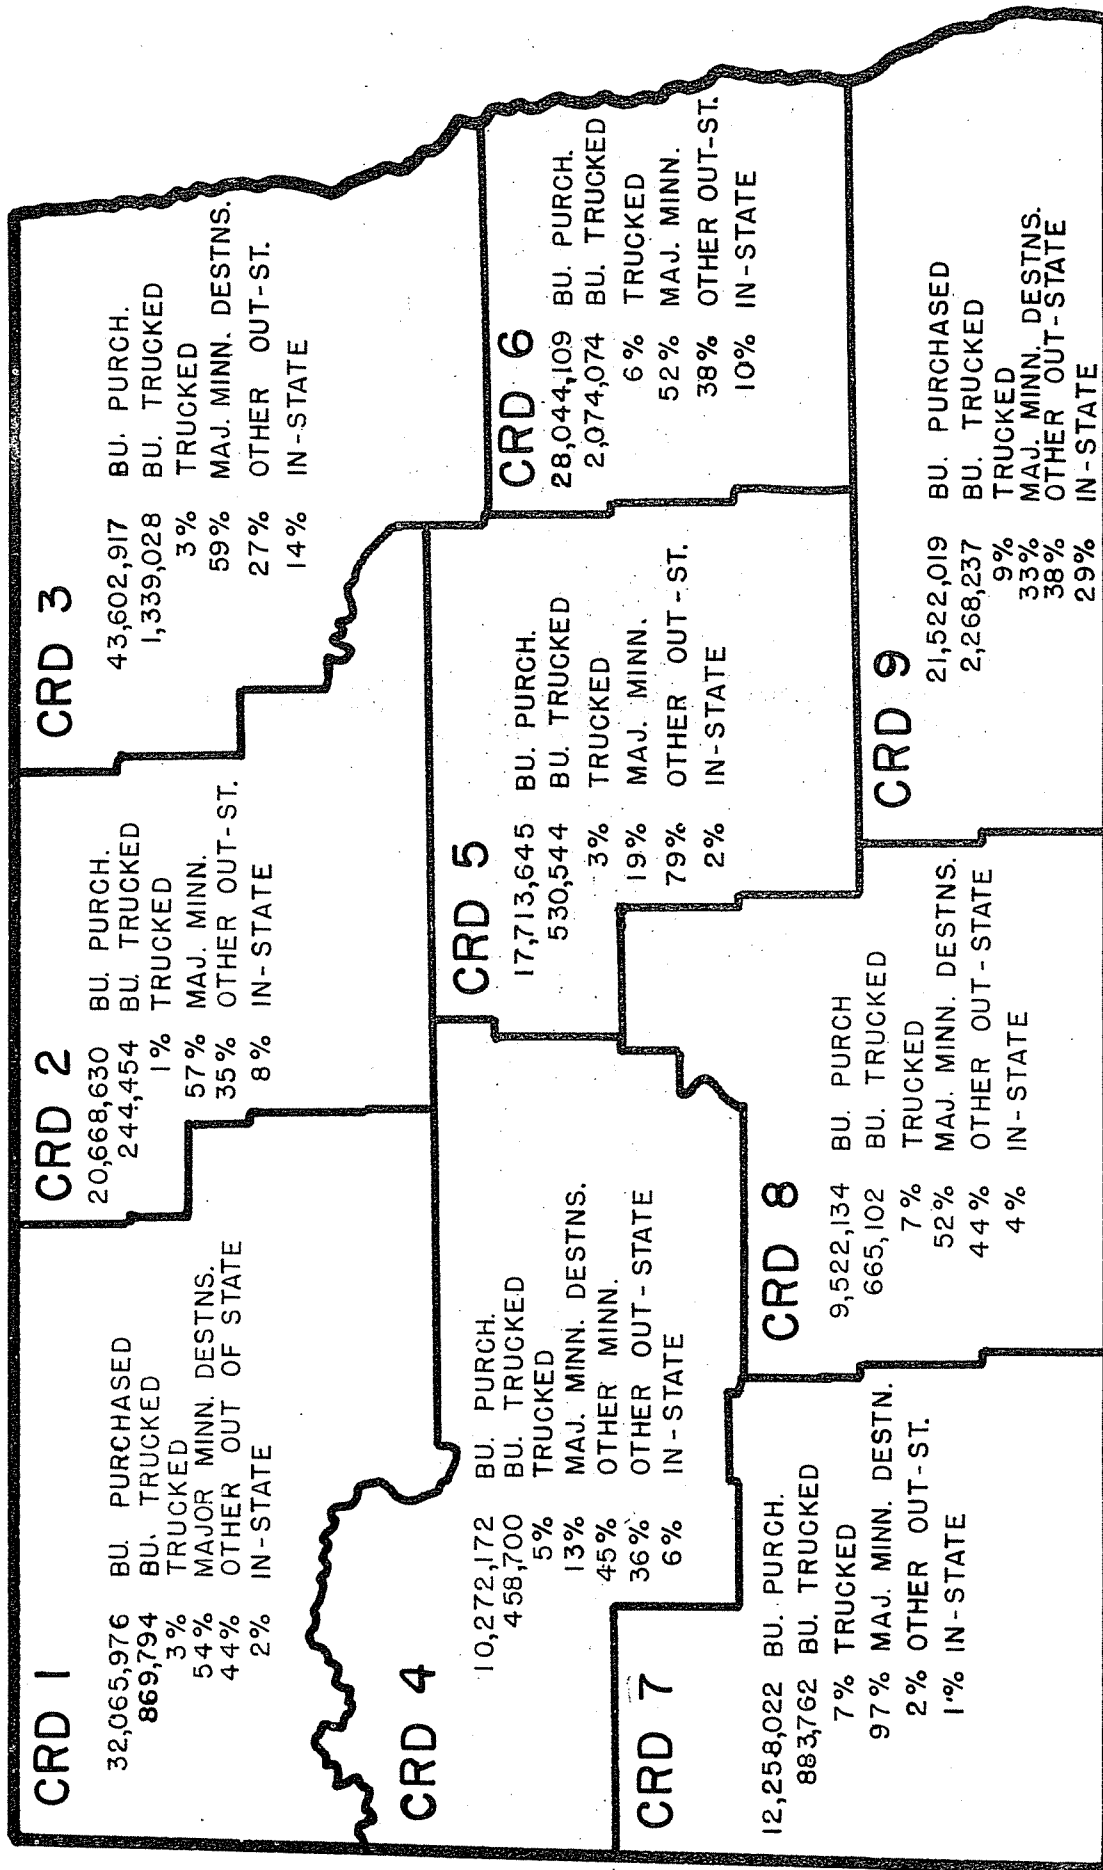 CRD 1
32,065,976 BU. PURCHASED
869,794 BU. TRUCKED
3% TRUCKED
54% MAJOR MINN. DESTNS.
44% OTHER OUT OF STATE
2% IN-STATE
CRD 2
20,668,630 BU. PURCH.
244,454 BU. TRUCKED
1% TRUCKED
57% MAJ. MINN.
35% OTHER OUT-ST.
8% IN-STATE
CRD 3
43,602,917 BU. PURCH.
1,339,028 BU. TRUCKED
3% TRUCKED
59% MAJ. MINN. DESTNS.
27% OTHER OUT-ST.
14% IN-STATE
CRD 4
10,272,172 BU. PURCH.
458,700 BU. TRUCKED
5% TRUCKED
13% MAJ. MINN. DESTNS.
45% OTHER MINN.
36% OTHER OUT-STATE
6% IN-STATE
CRD 5
17,713,645 BU. PURCH.
530,544 BU. TRUCKED
3% TRUCKED
19% MAJ. MINN.
79% OTHER OUT-ST.
2% IN-STATE
CRD 6
28,044,109 BU. PURCH.
2,074,074 BU. TRUCKED
6% TRUCKED
52% MAJ. MINN.
38% OTHER OUT-ST.
10% IN-STATE
CRD 7
12,258,022 BU. PURCH.
883,762 BU. TRUCKED
7% TRUCKED
97% MAJ. MINN. DESTN.
2% OTHER OUT-ST.
1% IN-STATE
CRD 8
9,522,134 BU. PURCH
665,102 BU. TRUCKED
7% TRUCKED
52% MAJ. MINN. DESTNS.
44% OTHER OUT-STATE
4% IN-STATE
CRD 9
21,522,019 BU. PURCHASED
2,268,237 BU. TRUCKED
9% TRUCKED
33% MAJ. MINN. DESTNS.
38% OTHER OUT-STATE
29% IN-STATE